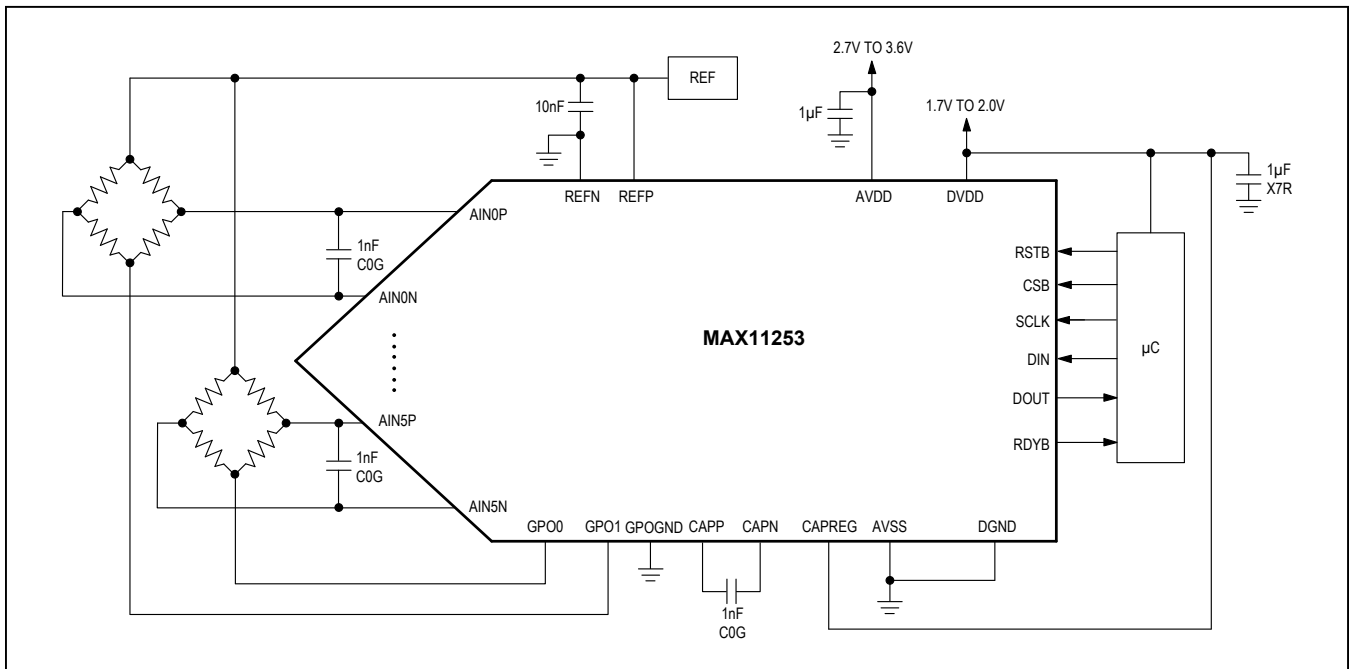 2.7V TO 3.6V
REF
10nF
1µF
1.7V TO 2.0V
1µF
X7R
REFN
REFP
AVDD
DVDD
AIN0P
1nF
C0G
AIN0N
RSTB
CSB
SCLK
DIN
DOUT
RDYB
µC
MAX11253
AIN5P
1nF
C0G
AIN5N
GPO0
GPO1
GPOGND
CAPP
CAPN
CAPREG
AVSS
DGND
1nF
C0G